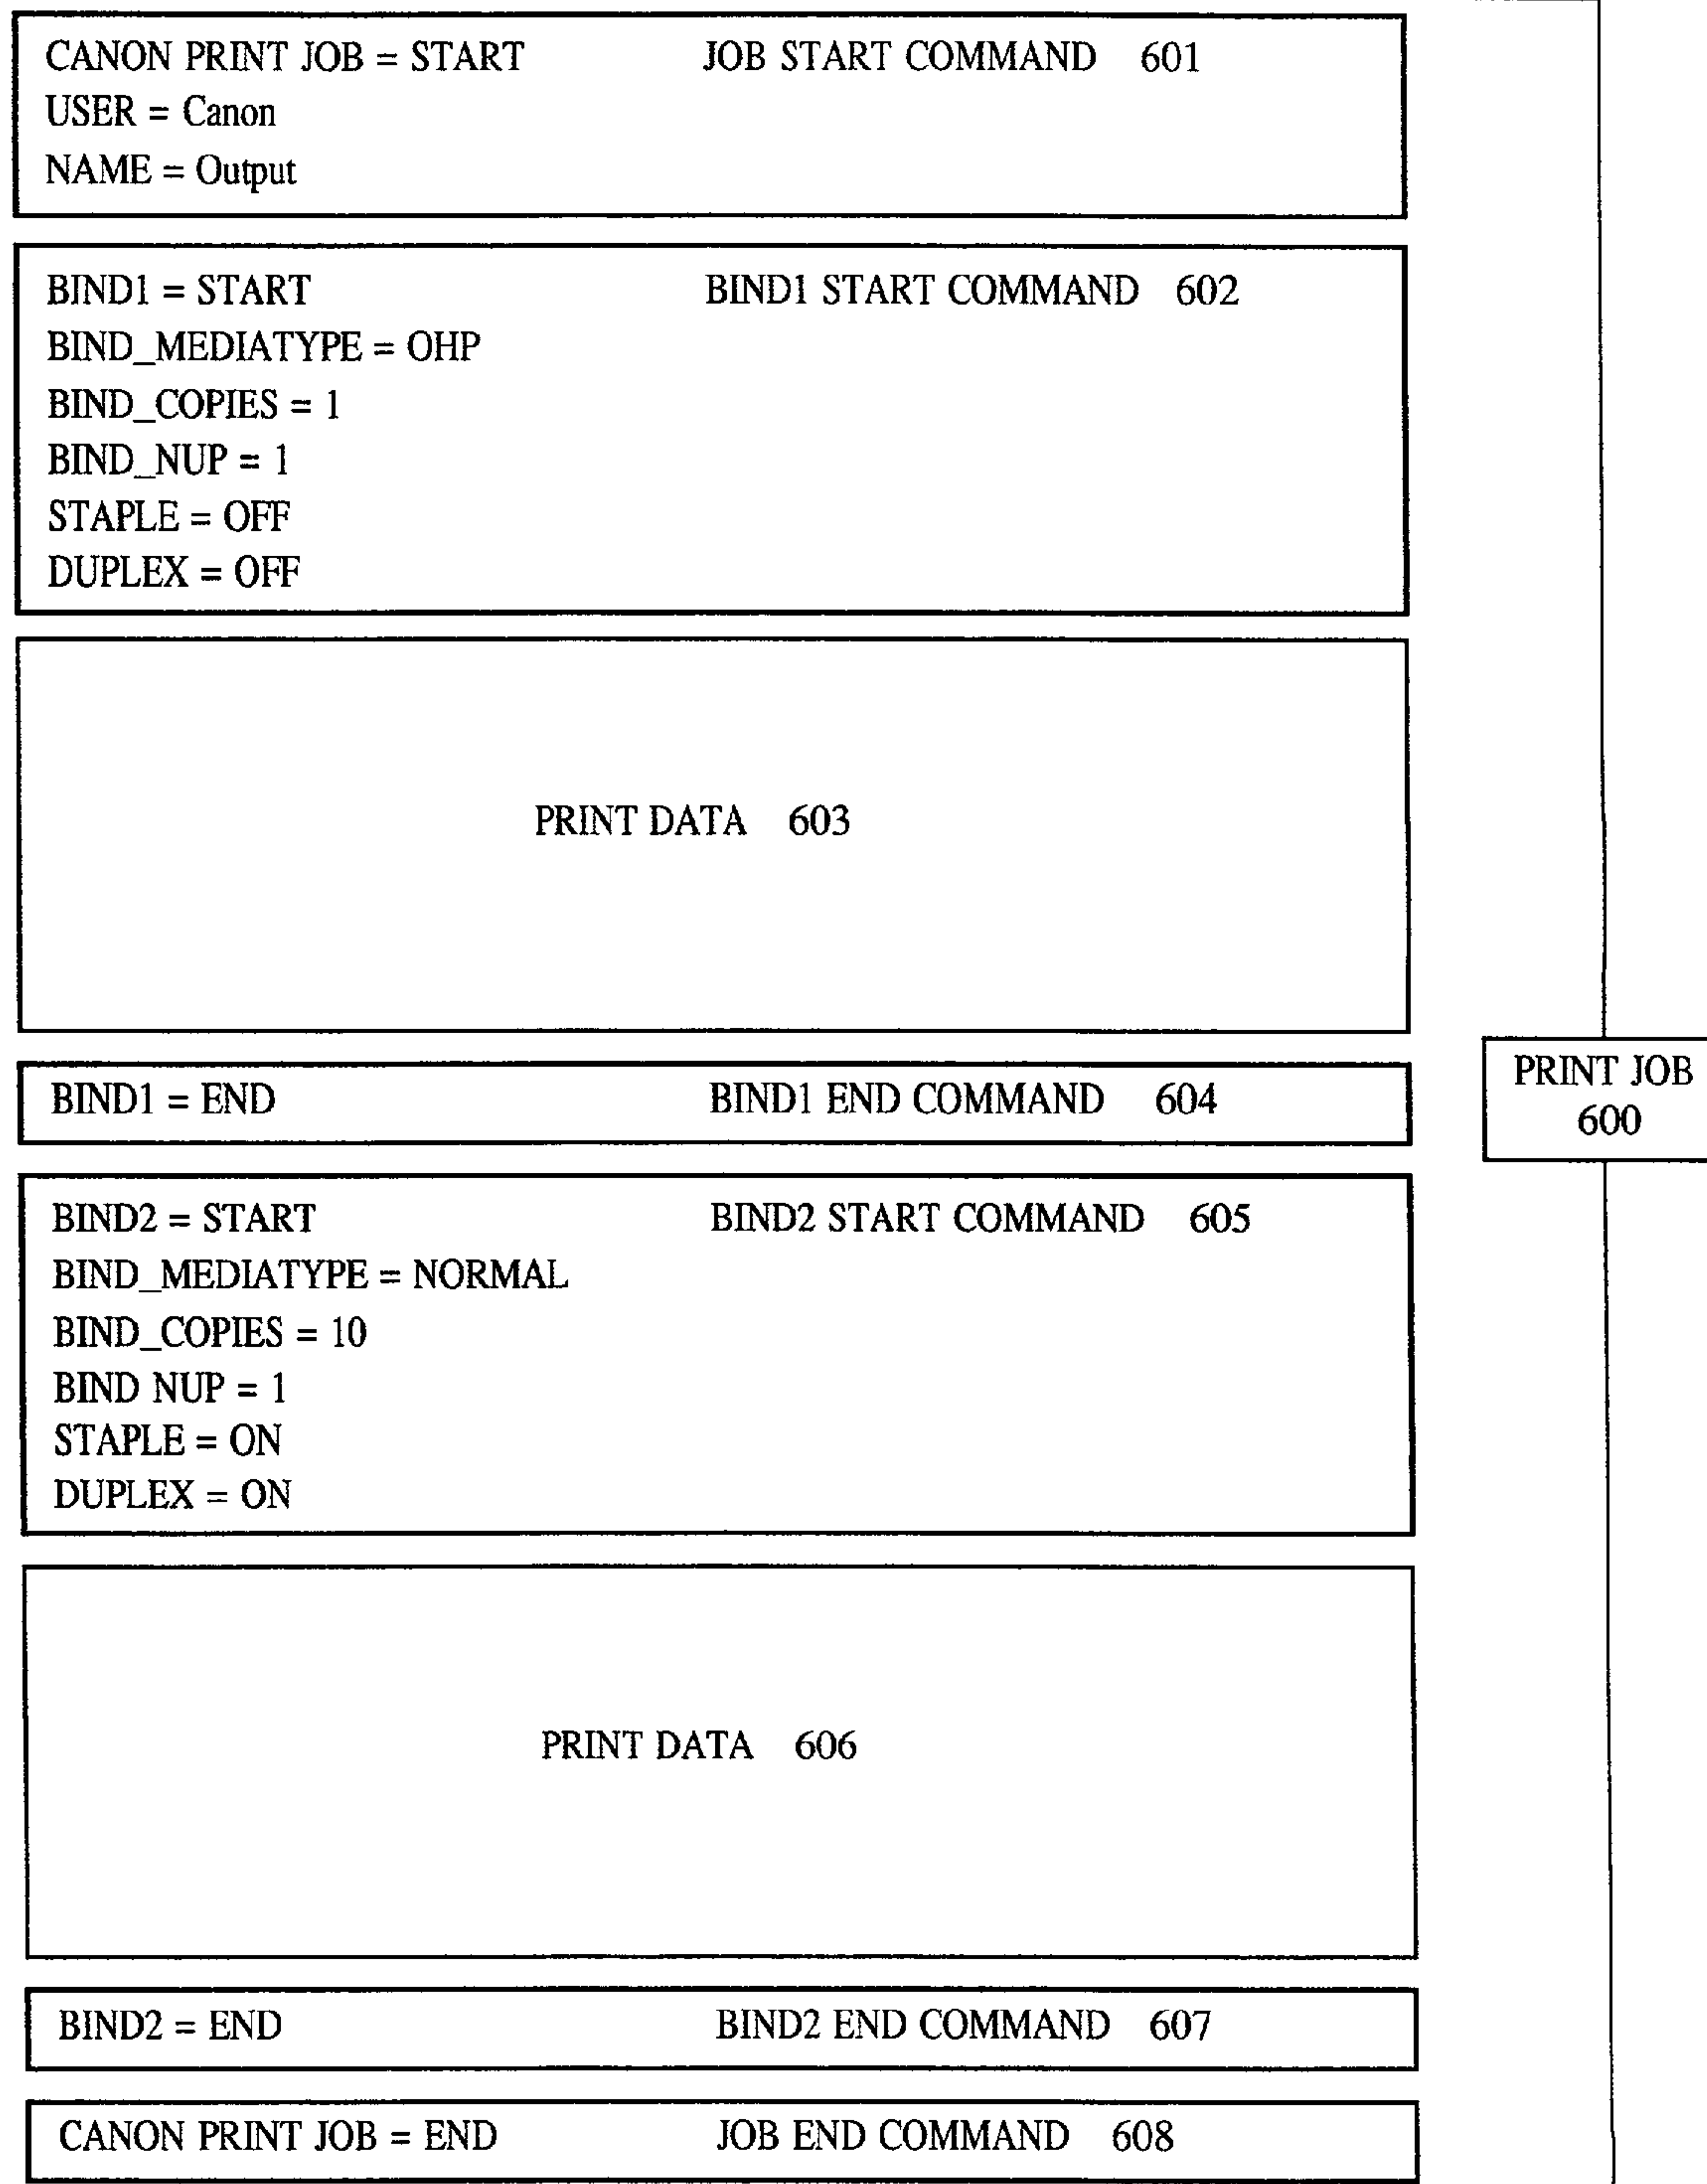 CANON PRINT JOB = START JOB START COMMAND 601
USER = Canon
NAME = Output
BIND1 = START BIND1 START COMMAND 602
BIND_MEDIATYPE = OHP
BIND_COPIES = 1
BIND_NUP = 1
STAPLE = OFF
DUPLEX = OFF
PRINT DATA 603
BIND1 = END BIND1 END COMMAND 604
PRINT JOB
600
BIND2 = START BIND2 START COMMAND 605
BIND_MEDIATYPE = NORMAL
BIND_COPIES = 10
BIND NUP = 1
STAPLE = ON
DUPLEX = ON
PRINT DATA 606
BIND2 = END BIND2 END COMMAND 607
CANON PRINT JOB = END JOB END COMMAND 608